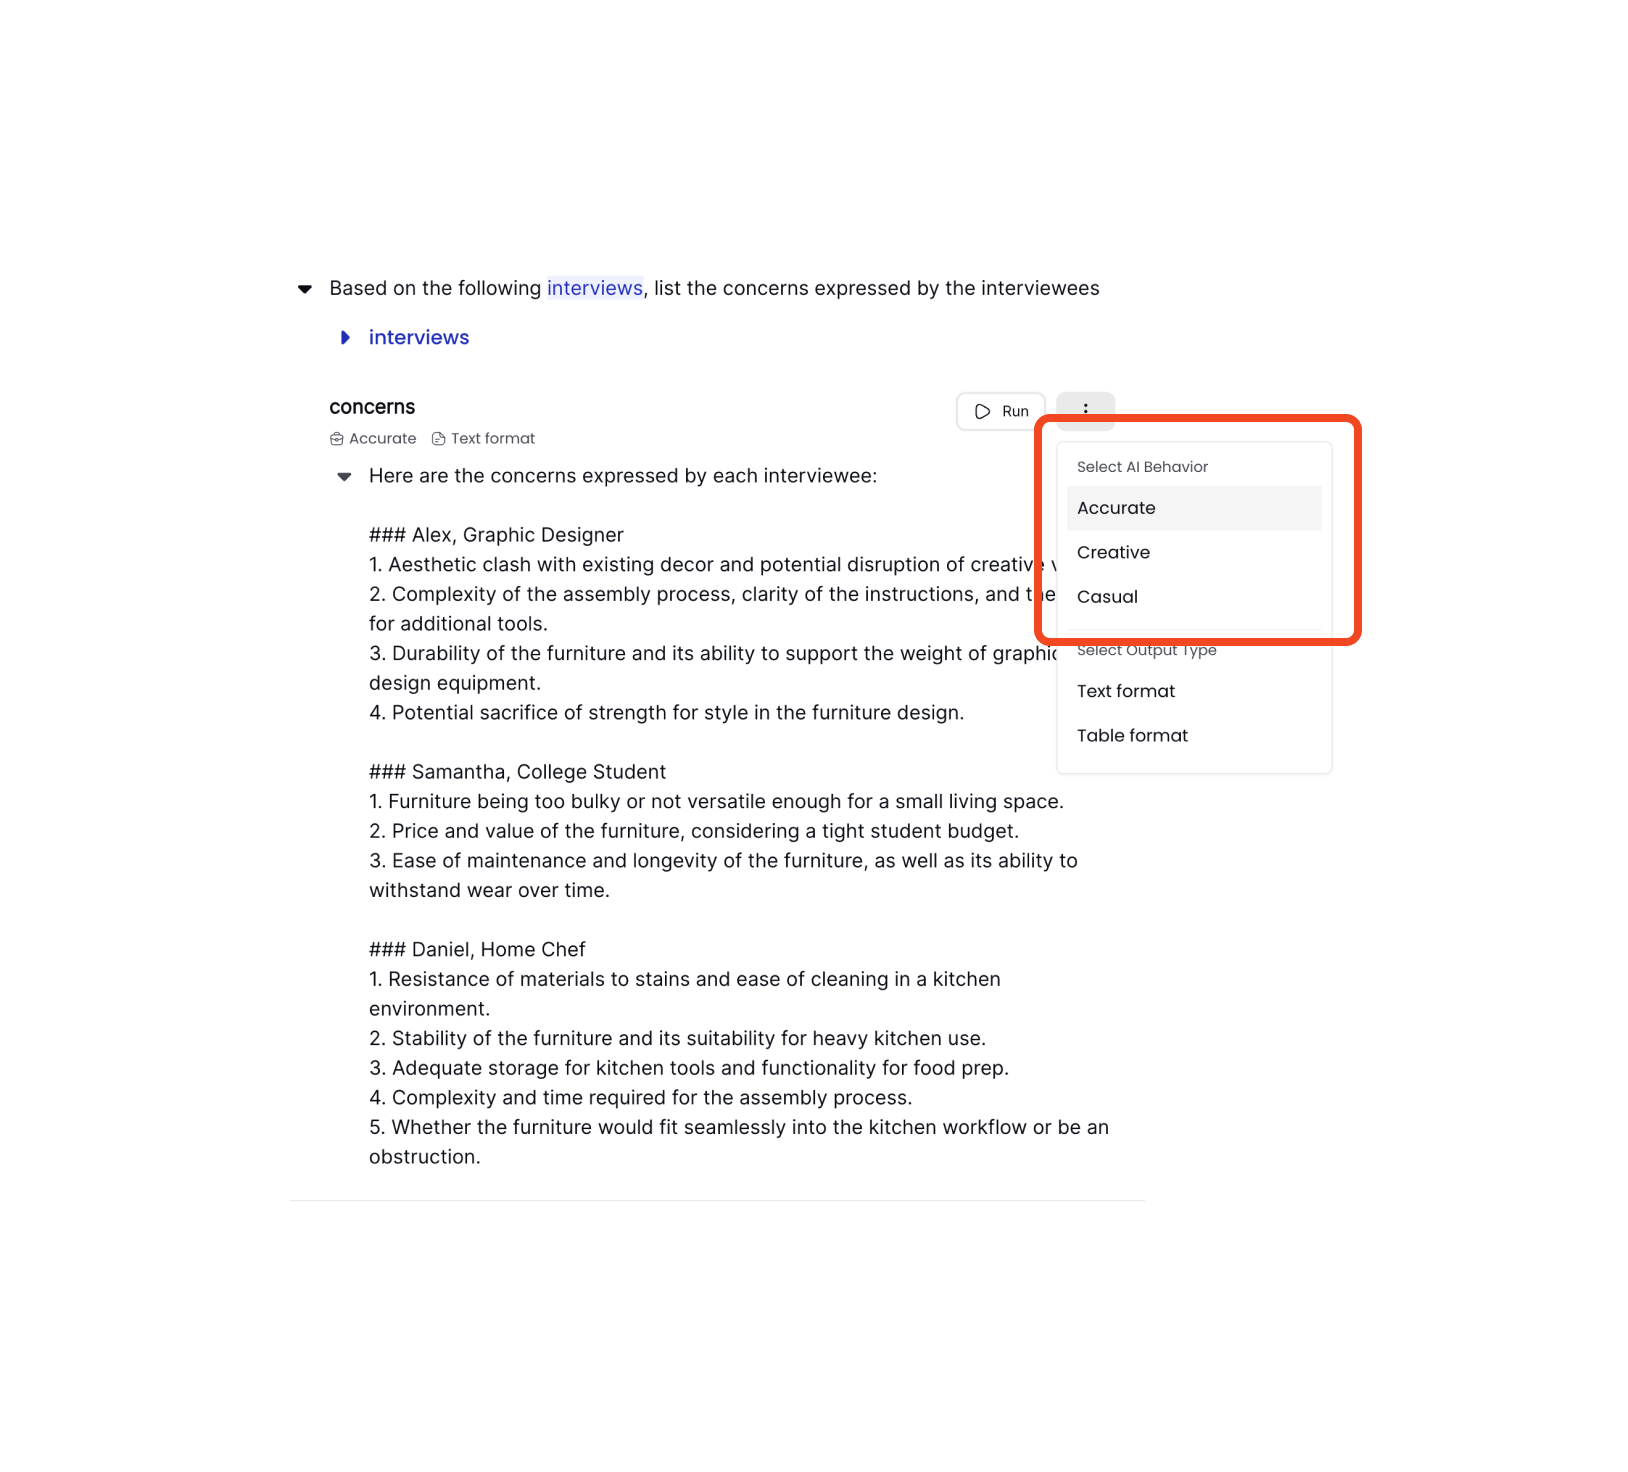 Based on the following interviews, list the concerns expressed by the interviewees
interviews
concerns
Run
Accurate Text format
Here are the concerns expressed by each interviewee:
### Alex, Graphic Designer
1. Aesthetic clash with existing decor and potential disruption of creative
2. Complexity of the assembly process, clarity of the instructions, and the
for additional tools.
3. Durability of the furniture and its ability to support the weight of graphic
design equipment.
4. Potential sacrifice of strength for style in the furniture design.
### Samantha, College Student
1. Furniture being too bulky or not versatile enough for a small living space.
2. Price and value of the furniture, considering a tight student budget.
3. Ease of maintenance and longevity of the furniture, as well as its ability to
withstand wear over time.
### Daniel, Home Chef
1. Resistance of materials to stains and ease of cleaning in a kitchen
environment.
2. Stability of the furniture and its suitability for heavy kitchen use.
3. Adequate storage for kitchen tools and functionality for food prep.
4. Complexity and time required for the assembly process.
5. Whether the furniture would fit seamlessly into the kitchen workflow or be an
obstruction.
Select AI Behavior
Accurate
Creative
Casual
Select Output Type
Text format
Table format